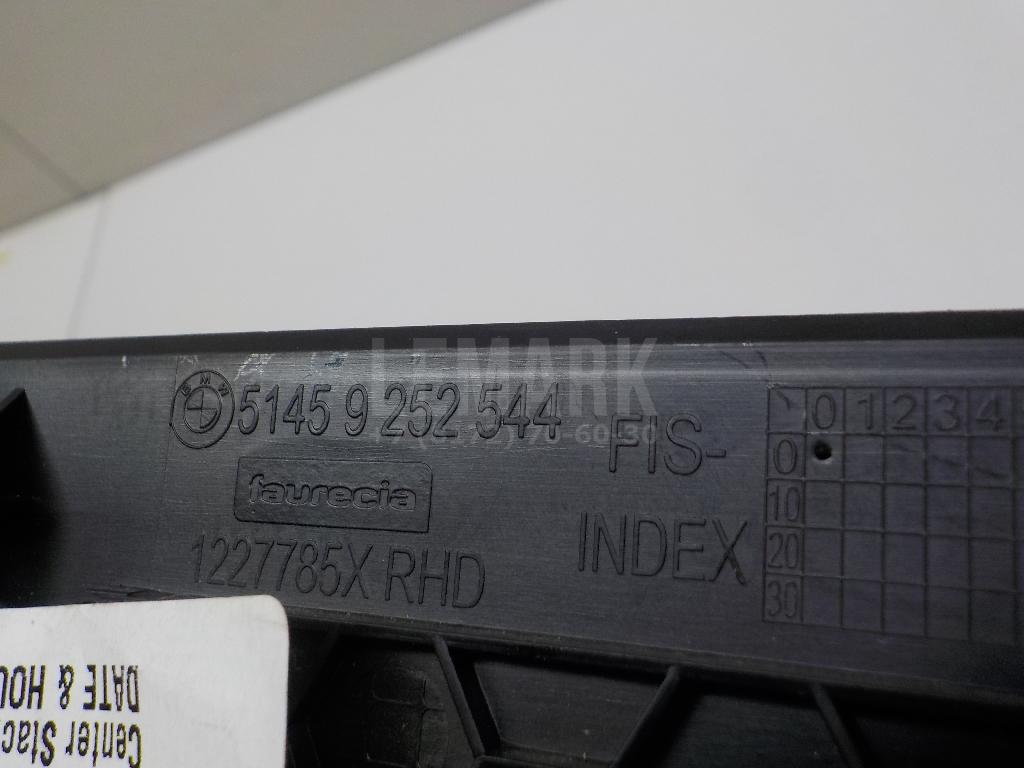 LEMARK
BMW
5145 9 252 544
faurecia
1227785X RHD
FIS-
INDEX
0 1 2 3 4
0
10
20
30
Center Stac
DATE & HOU